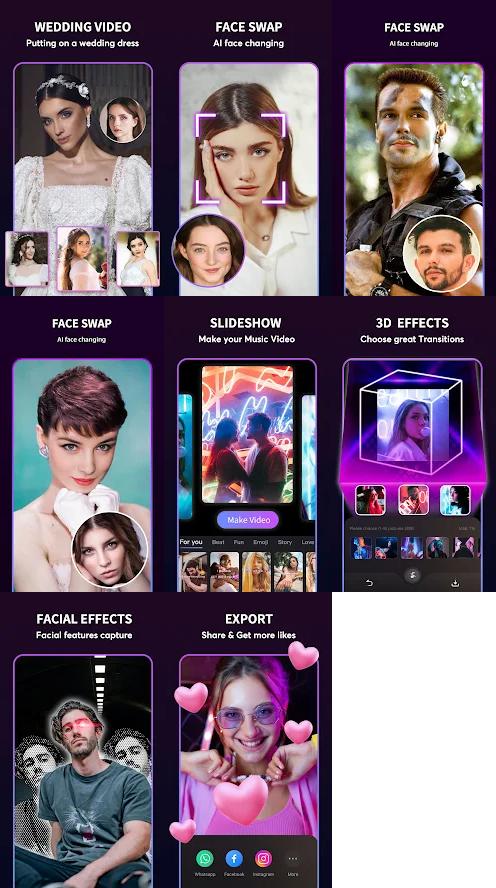 WEDDING VIDEO
Putting on a wedding dress
FACE SWAP
AI face changing
FACE SWAP
AI face changing
FACE SWAP
AI face changing
SLIDESHOW
Make your Music Video
Make Video
For you Beat Fun Emoji Story Love
3D EFFECTS
Choose great Transitions
FACIAL EFFECTS
Facial features capture
EXPORT
Share & Get more likes
Whatsapp Facebook Instagram More